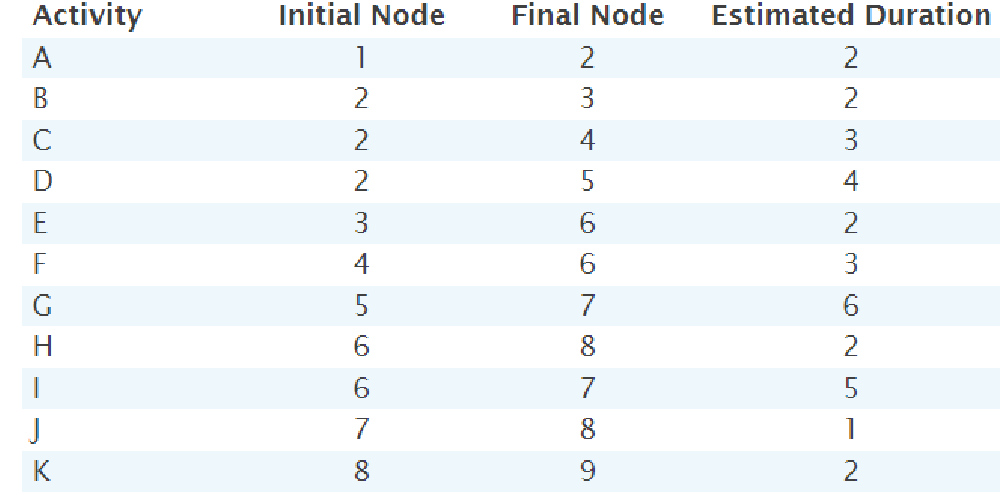 Activity Initial Node Final Node Estimated Duration
A 1 2 2
B 2 3 2
C 2 4 3
D 2 5 4
E 3 6 2
F 4 6 3
G 5 7 6
H 6 8 2
I 6 7 5
J 7 8 1
K 8 9 2